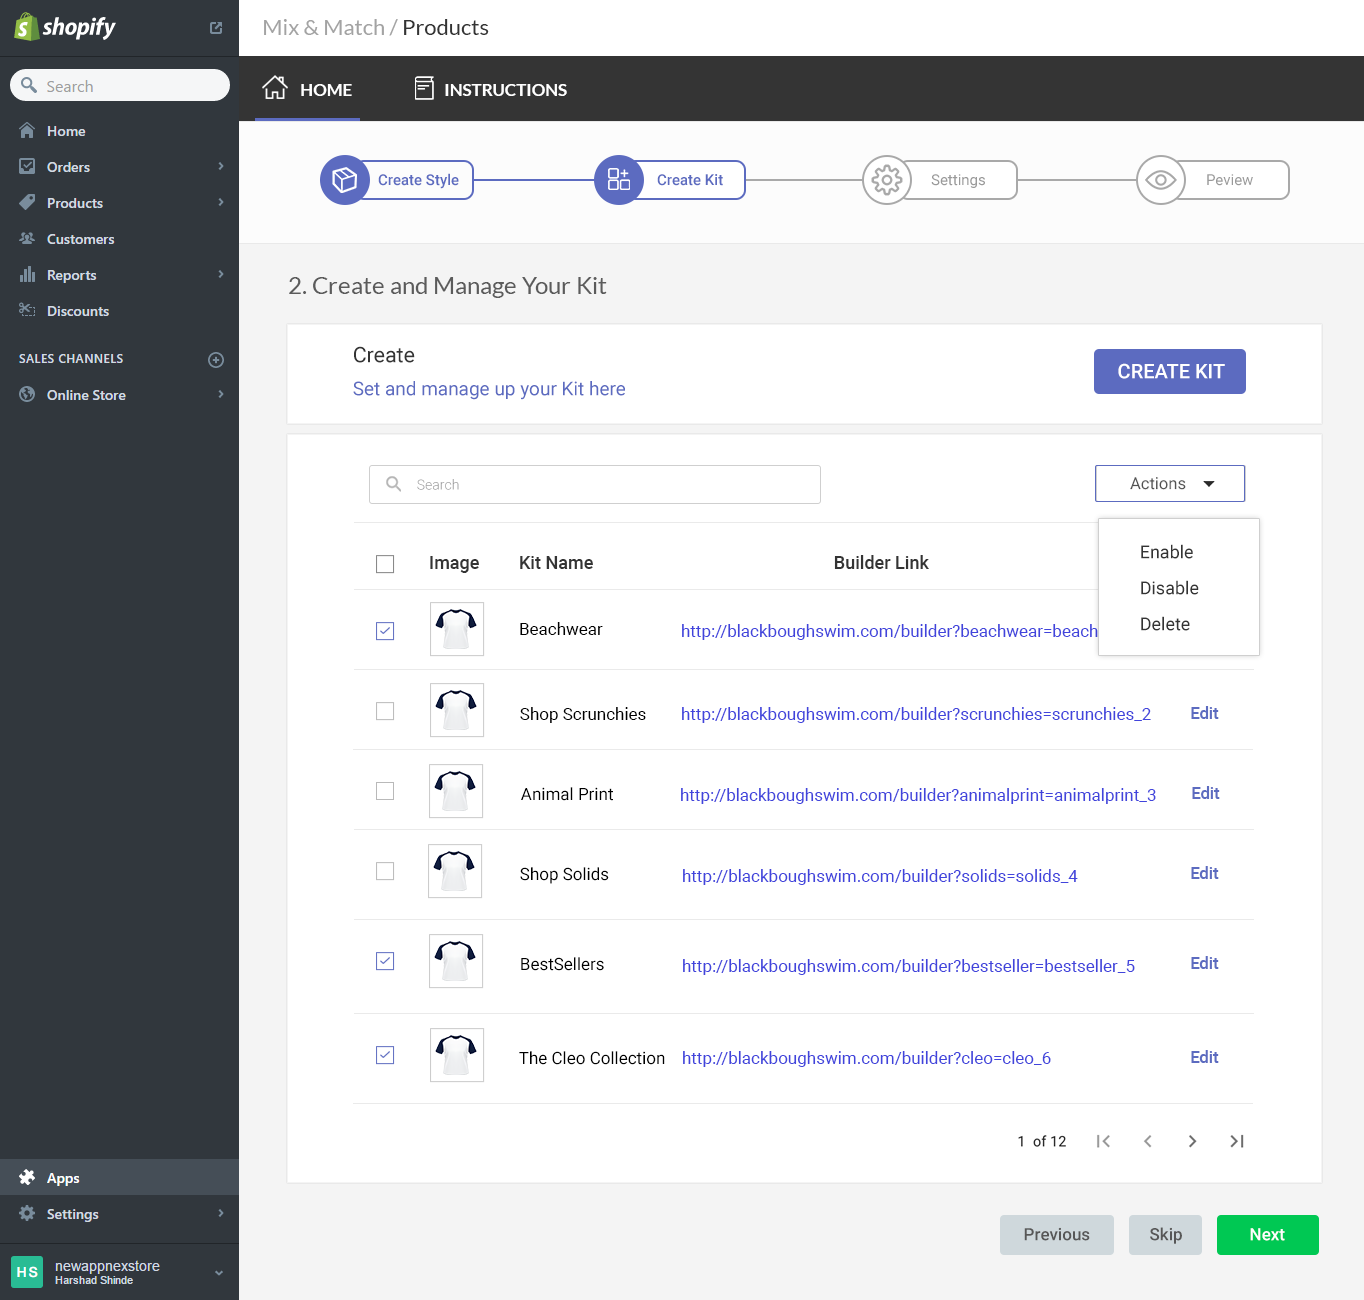 shopify
Search
Home
Orders
Products
Customers
Reports
Discounts
SALES CHANNELS
Online Store
Apps
Settings
HS
newappnexstore
Harshad Shinde
Mix & Match / Products
HOME
INSTRUCTIONS
Create Style
Create Kit
Settings
Peview
2. Create and Manage Your Kit
Create
Set and manage up your Kit here
CREATE KIT
Search
Actions
Enable
Disable
Delete
Image Kit Name Builder Link
Beachwear http://blackboughswim.com/builder?beachwear=beach
Shop Scrunchies http://blackboughswim.com/builder?scrunchies=scrunchies_2 Edit
Animal Print http://blackboughswim.com/builder?animalprint=animalprint_3 Edit
Shop Solids http://blackboughswim.com/builder?solids=solids_4 Edit
BestSellers http://blackboughswim.com/builder?bestseller=bestseller_5 Edit
The Cleo Collection http://blackboughswim.com/builder?cleo=cleo_6 Edit
1 of 12
Previous
Skip
Next